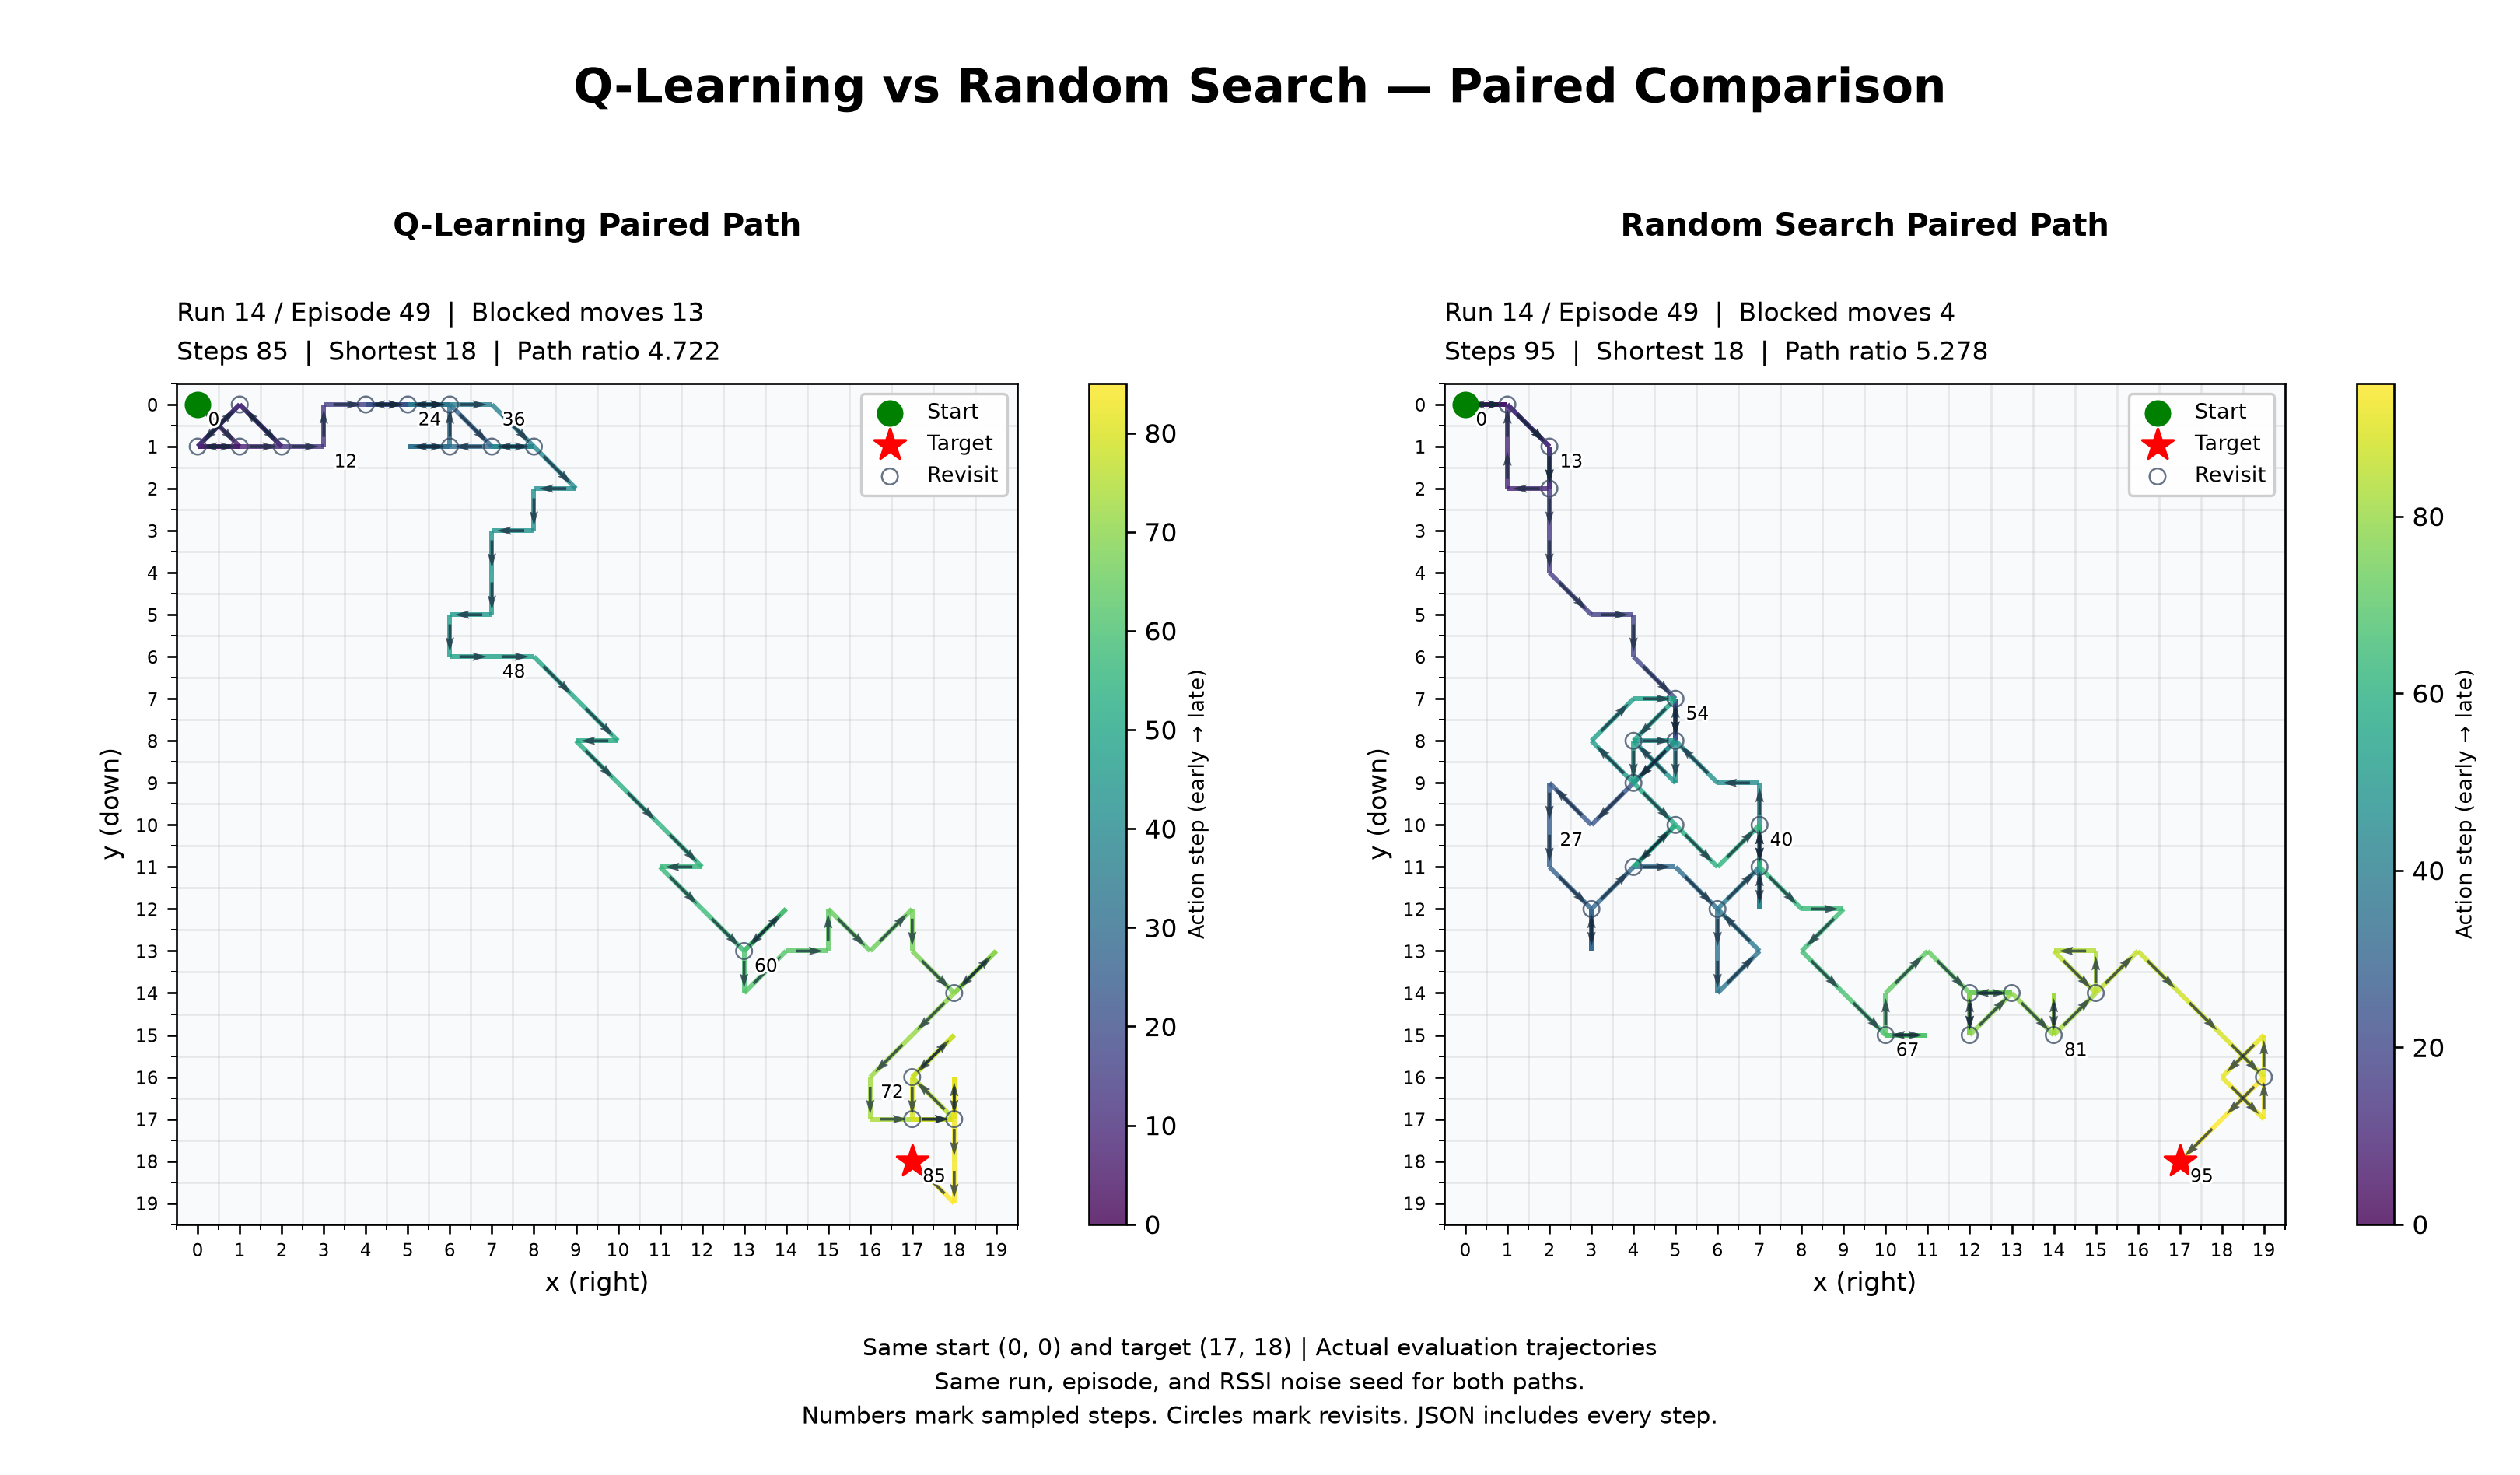 Q-Learning vs Random Search — Paired Comparison
Q-Learning Paired Path
Run 14 / Episode 49 | Blocked moves 13
Steps 85 | Shortest 18 | Path ratio 4.722
Start
Target
Revisit
0
12
24
36
48
60
72
85
0
1
2
3
4
5
6
7
8
9
10
11
12
13
14
15
16
17
18
19
y (down)
0 1 2 3 4 5 6 7 8 9 10 11 12 13 14 15 16 17 18 19
x (right)
80
70
60
50
40
30
20
10
0
Action step (early → late)
Random Search Paired Path
Run 14 / Episode 49 | Blocked moves 4
Steps 95 | Shortest 18 | Path ratio 5.278
Start
Target
Revisit
0
13
54
27
40
67
81
95
0
1
2
3
4
5
6
7
8
9
10
11
12
13
14
15
16
17
18
19
y (down)
0 1 2 3 4 5 6 7 8 9 10 11 12 13 14 15 16 17 18 19
x (right)
80
60
40
20
0
Action step (early → late)
Same start (0, 0) and target (17, 18) | Actual evaluation trajectories
Same run, episode, and RSSI noise seed for both paths.
Numbers mark sampled steps. Circles mark revisits. JSON includes every step.